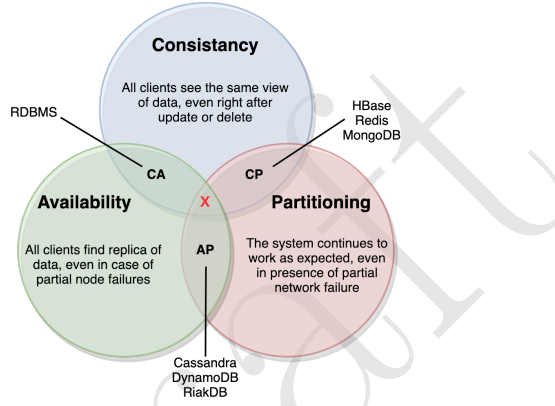 Consistancy
All clients see the same view
of data, even right after
update or delete
RDBMS
HBase
Redis
MongoDB
CA
CP
Availability
X
Partitioning
All clients find replica of
data, even in case of
partial node failures
AP
The system continues to
work as expected, even
in presence of partial
network failure
Cassandra
DynamoDB
RiakDB